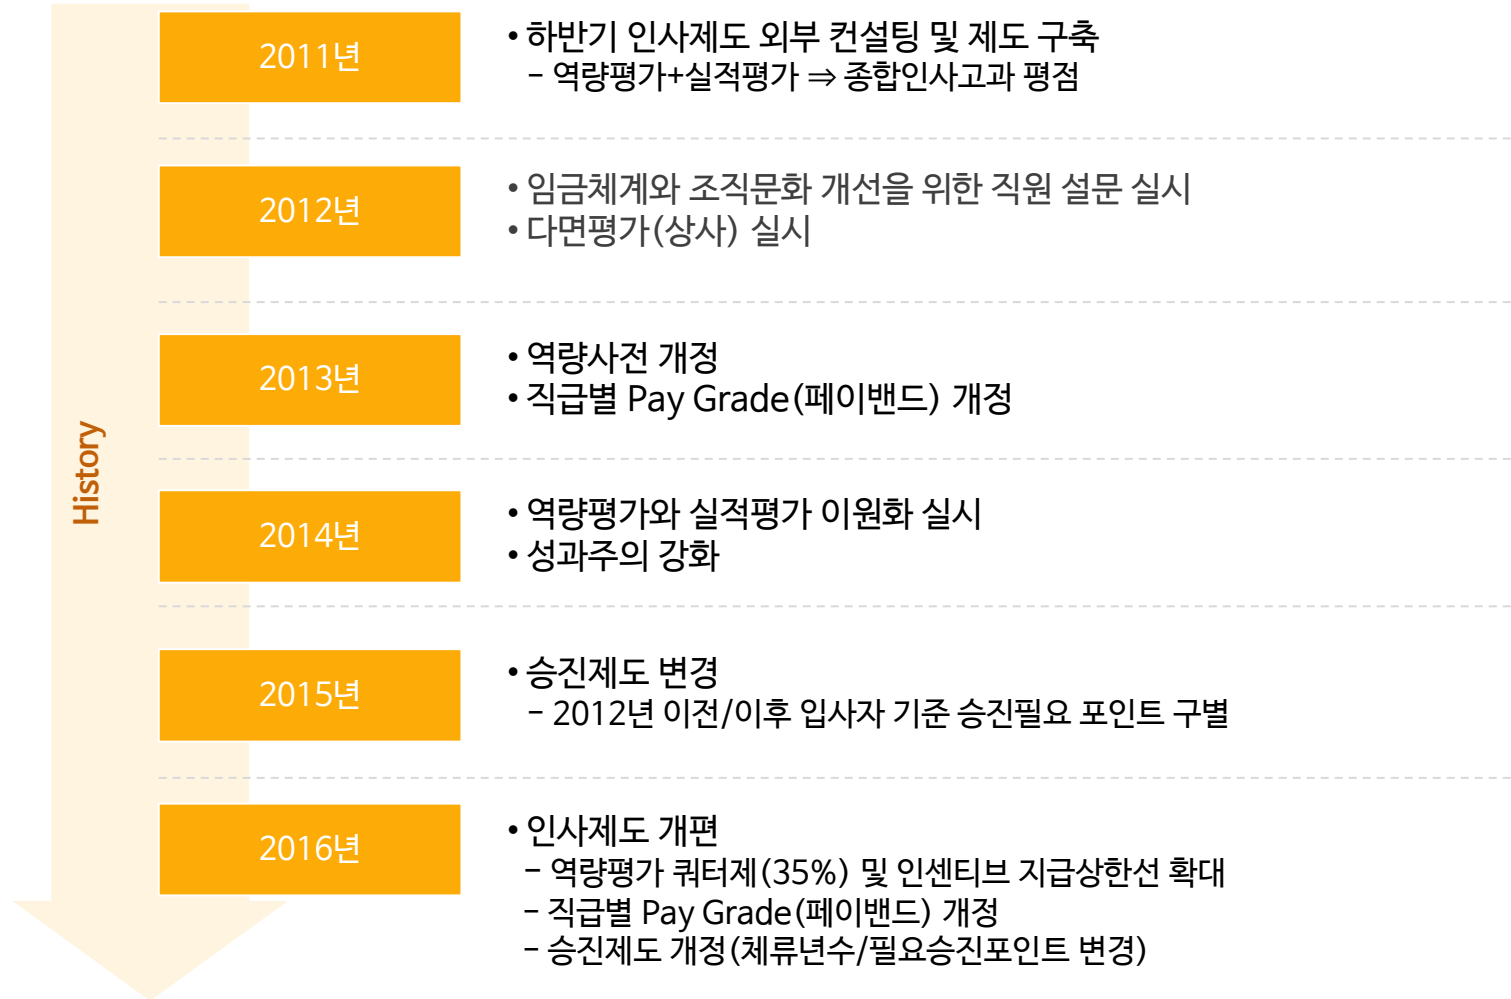 History
2011년
• 하반기 인사제도 외부 컨설팅 및 제도 구축
- 역량평가+실적평가 ⇒ 종합인사고과 평점
2012년
• 임금체계와 조직문화 개선을 위한 직원 설문 실시
• 다면평가(상사) 실시
2013년
• 역량사전 개정
• 직급별 Pay Grade(페이밴드) 개정
2014년
• 역량평가와 실적평가 이원화 실시
• 성과주의 강화
2015년
• 승진제도 변경
- 2012년 이전/이후 입사자 기준 승진필요 포인트 구별
2016년
• 인사제도 개편
- 역량평가 쿼터제(35%) 및 인센티브 지급상한선 확대
- 직급별 Pay Grade(페이밴드) 개정
- 승진제도 개정(체류년수/필요승진포인트 변경)